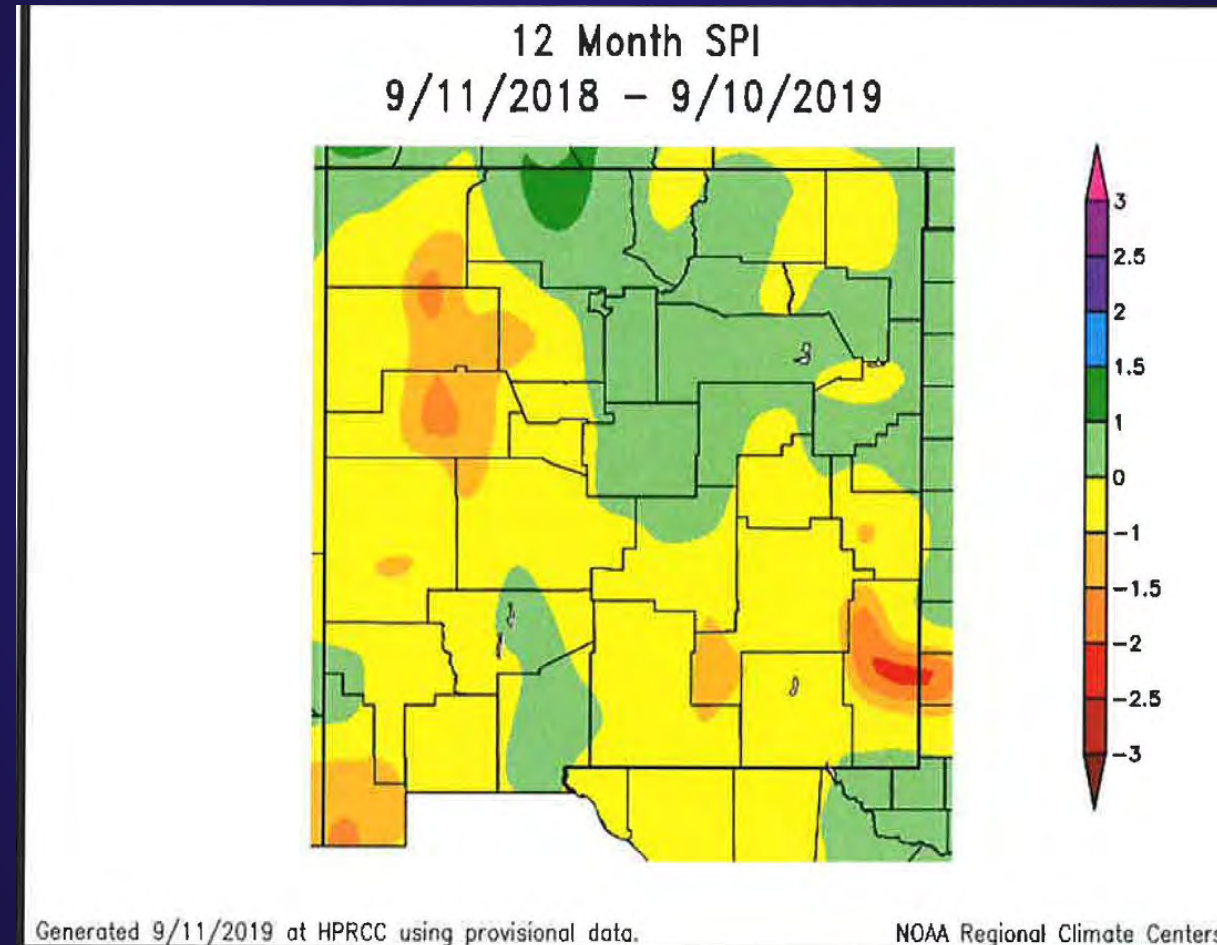 12 Month SPI
9/11/2018 - 9/10/2019
3
2.5
2
1.5
1
0
-1
-1.5
-2
-2.5
-3
Generated 9/11/2019 at HPRCC using provisional data.
NOAA Regional Climate Centers